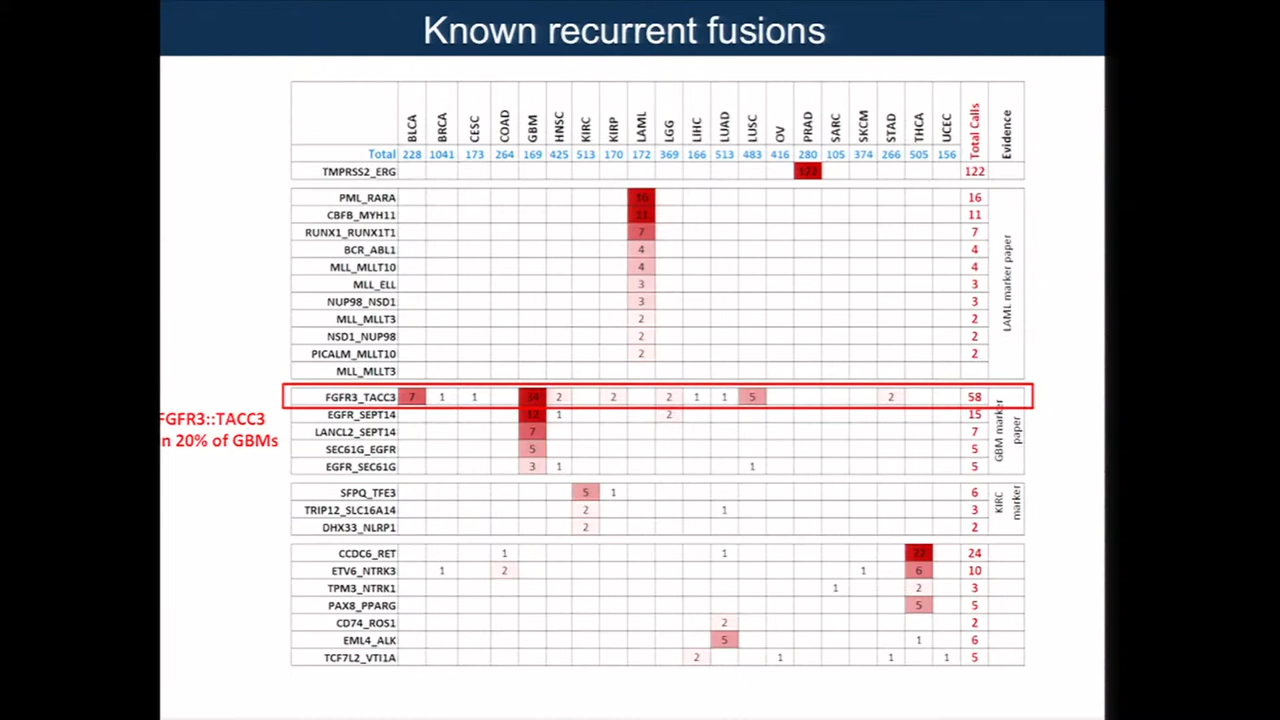 Known recurrent fusions
BLCA BRCA CESC COAD GBM HNSC KIRC KIRP LAML LGG LIHC LUAD LUSC OV PRAD SARC SKCM STAD THCA UCEC Total Calls Evidence
Total 228 1041 173 264 169 425 513 170 172 369 166 513 483 416 280 105 374 266 505 156
TMPRSS2_ERG 122 122
PML_RARA 16 16
CBFB_MYH11 11 11
RUNX1_RUNX1T1 7 7
BCR_ABL1 4 4
MLL_MLLT10 4 4
MLL_ELL 3 3
NUP98_NSD1 3 3
MLL_MLLT3 2 2
NSD1_NUP98 2 2
PICALM_MLLT10 2 2
MLL_MLLT3
LAML marker paper
FGFR3_TACC3 7 1 1 34 2 2 2 1 1 5 2 58
EGFR_SEPT14 12 1 2 15
LANCL2_SEPT14 7 7
SEC61G_EGFR 5 5
EGFR_SEC61G 3 1 1 5
GBM marker paper
FGFR3::TACC3
n 20% of GBMs
SFPQ_TFE3 5 1 6
TRIP12_SLC16A14 2 1 3
DHX33_NLRP1 2 2
KIRC marker
CCDC6_RET 1 1 22 24
ETV6_NTRK3 1 2 1 6 10
TPM3_NTRK1 1 2 3
PAX8_PPARG 5 5
CD74_ROS1 2 2
EML4_ALK 5 1 6
TCF7L2_VTI1A 2 1 1 1 5